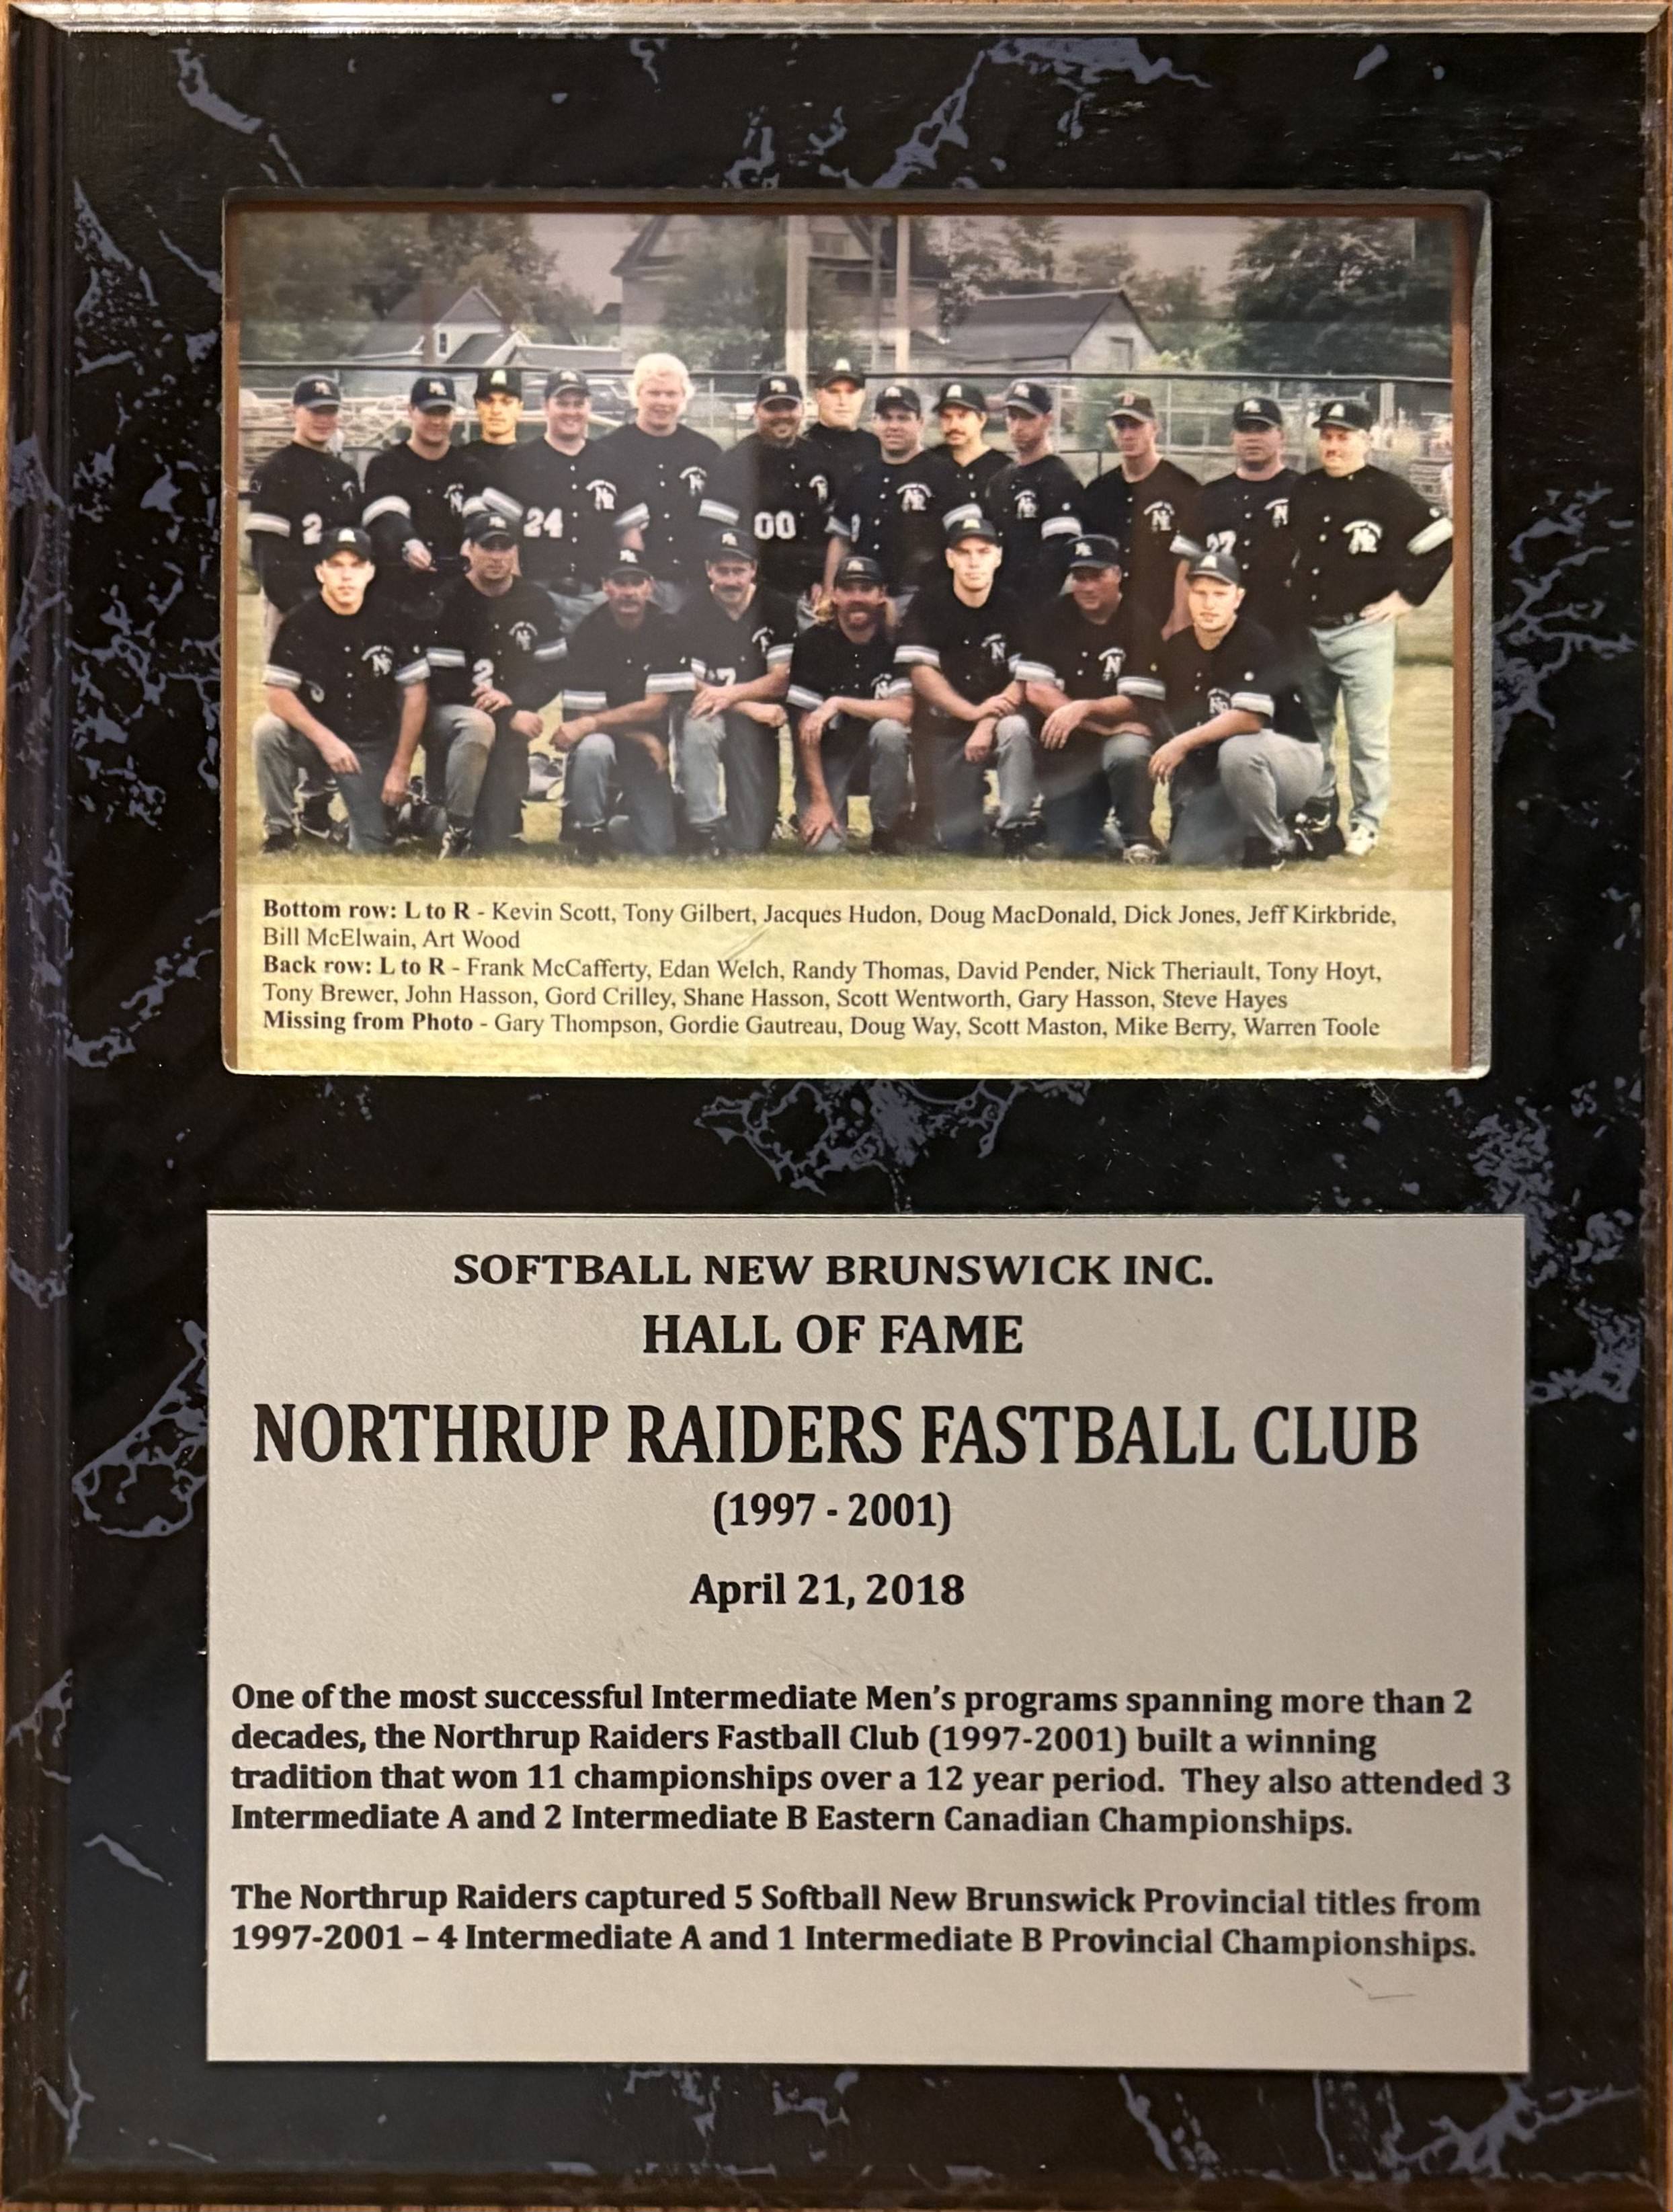 2
24
00
27
2
7
Bottom row: L to R - Kevin Scott, Tony Gilbert, Jacques Hudon, Doug MacDonald, Dick Jones, Jeff Kirkbride,
Bill McElwain, Art Wood
Back row: L to R - Frank McCafferty, Edan Welch, Randy Thomas, David Pender, Nick Theriault, Tony Hoyt,
Tony Brewer, John Hasson, Gord Crilley, Shane Hasson, Scott Wentworth, Gary Hasson, Steve Hayes
Missing from Photo - Gary Thompson, Gordie Gautreau, Doug Way, Scott Maston, Mike Berry, Warren Toole
SOFTBALL NEW BRUNSWICK INC.
HALL OF FAME
NORTHRUP RAIDERS FASTBALL CLUB
(1997 - 2001)
April 21, 2018
One of the most successful Intermediate Men's programs spanning more than 2
decades, the Northrup Raiders Fastball Club (1997-2001) built a winning
tradition that won 11 championships over a 12 year period. They also attended 3
Intermediate A and 2 Intermediate B Eastern Canadian Championships.
The Northrup Raiders captured 5 Softball New Brunswick Provincial titles from
1997-2001 – 4 Intermediate A and 1 Intermediate B Provincial Championships.